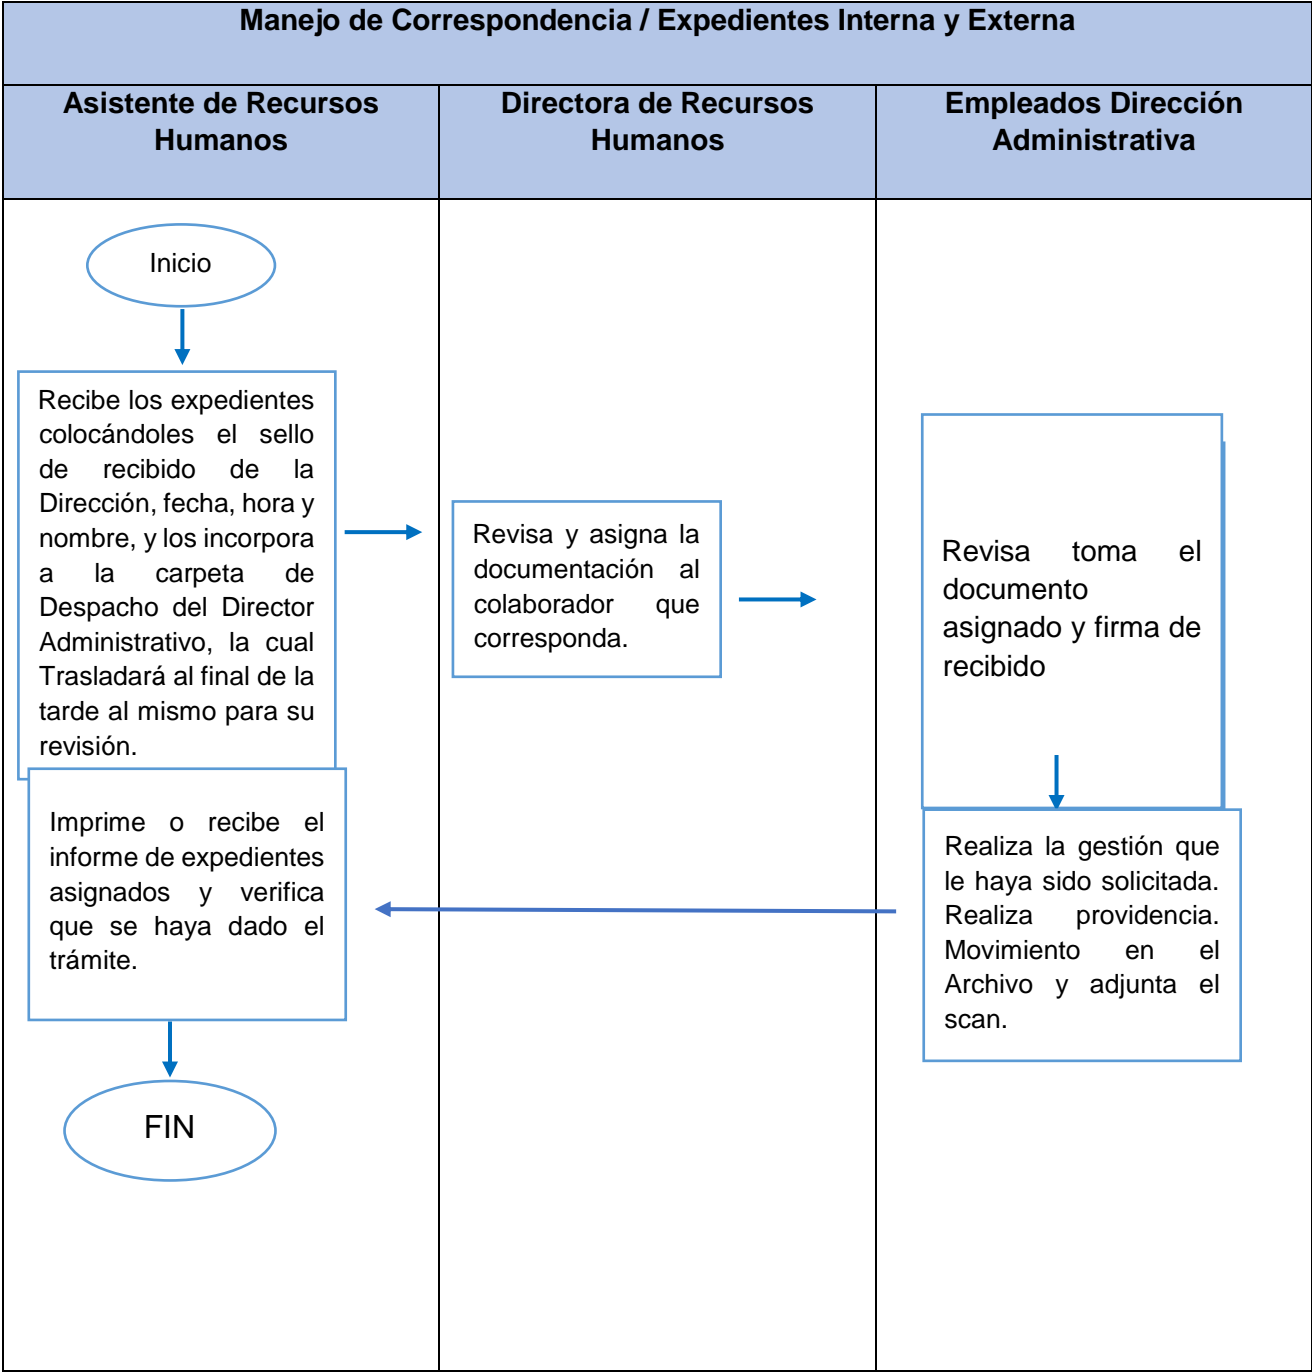 Manejo de Correspondencia / Expedientes Interna y Externa
Asistente de Recursos
Humanos
Directora de Recursos
Humanos
Empleados Dirección
Administrativa
Inicio
Recibe los expedientes
colocándoles el sello
de recibido de la
Dirección, fecha, hora y
nombre, y los incorpora
a la carpeta de
Despacho del Director
Administrativo, la cual
Trasladará al final de la
tarde al mismo para su
revisión.
Revisa y asigna la
documentación al
colaborador que
corresponda.
Revisa toma el
documento
asignado y firma de
recibido
Realiza la gestión que
le haya sido solicitada.
Realiza providencia.
Movimiento en el
Archivo y adjunta el
scan.
Imprime o recibe el
informe de expedientes
asignados y verifica
que se haya dado el
trámite.
FIN